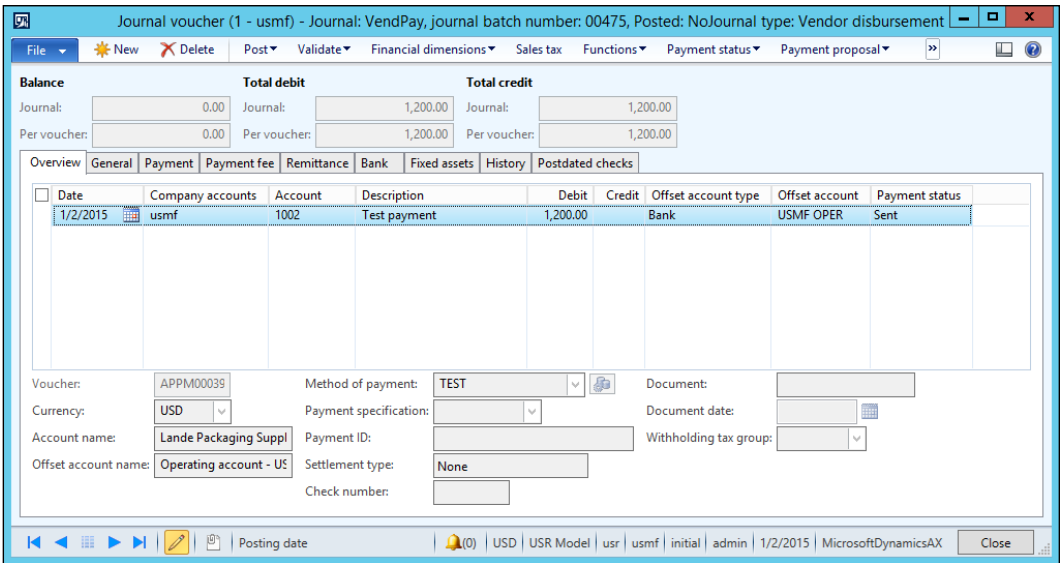 Journal voucher (1 - usmf) - Journal: VendPay, journal batch number: 00475, Posted: NoJournal type: Vendor disbursement
File New Delete Post Validate Financial dimensions Sales tax Functions Payment status Payment proposal »
Balance Total debit Total credit
Journal: 0.00 Journal: 1,200.00 Journal: 1,200.00
Per voucher: 0.00 Per voucher: 1,200.00 Per voucher: 1,200.00
Overview General Payment Payment fee Remittance Bank Fixed assets History Postdated checks
Date Company accounts Account Description Debit Credit Offset account type Offset account Payment status
1/2/2015 usmf 1002 Test payment 1,200.00 Bank USMF OPER Sent
Voucher: APPM00039 Method of payment: TEST Document:
Currency: USD Payment specification: Document date:
Account name: Lande Packaging Suppl Payment ID: Withholding tax group:
Offset account name: Operating account - US Settlement type: None
Check number:
Posting date (0) USD USR Model usr usmf initial admin 1/2/2015 MicrosoftDynamicsAX Close